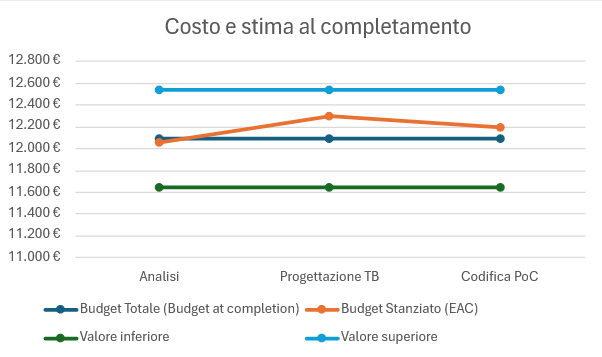 Costo e stima al completamento
12.800 €
12.600 €
12.400 €
12.200 €
12.000 €
11.800 €
11.600 €
11.400 €
11.200 €
11.000 €
Analisi Progettazione TB Codifica PoC
Budget Totale (Budget at completion) Budget Stanziato (EAC)
Valore inferiore Valore superiore